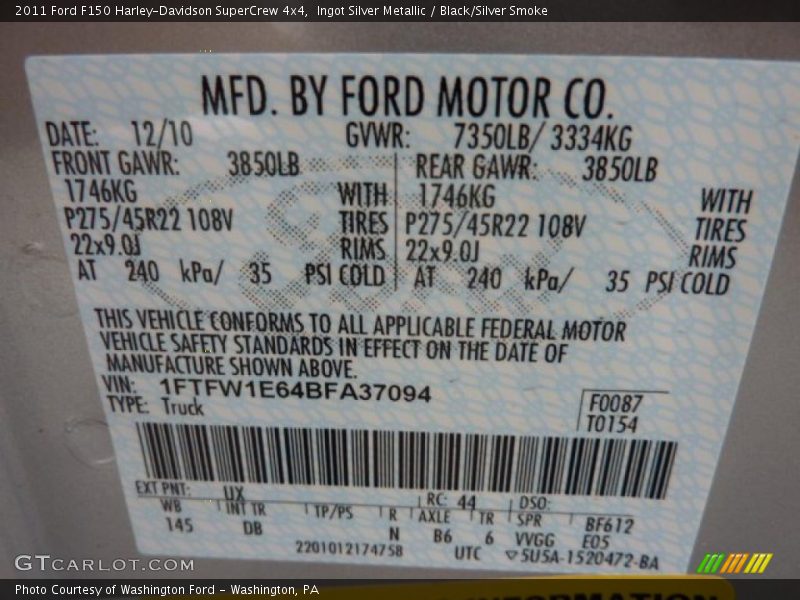 2011 Ford F150 Harley-Davidson SuperCrew 4x4, Ingot Silver Metallic / Black/Silver Smoke
MFD. BY FORD MOTOR CO.
DATE: 12/10 GVWR: 7350LB/ 3334KG
FRONT GAWR: 3850LB REAR GAWR: 3850LB
1746KG WITH 1746KG WITH
P275/45R22 108V TIRES P275/45R22 108V TIRES
22x9.0J RIMS 22x9.0J RIMS
AT 240 kPa/ 35 PSI COLD AT 240 kPa/ 35 PSI COLD
THIS VEHICLE CONFORMS TO ALL APPLICABLE FEDERAL MOTOR
VEHICLE SAFETY STANDARDS IN EFFECT ON THE DATE OF
MANUFACTURE SHOWN ABOVE.
VIN: 1FTFW1E64BFA37094
TYPE: Truck
F0087
T0154
EXT PNT: UX RC: 44 DSO:
WB INT TR TP/PS R AXLE TR SPR BF612
145 DB N B6 6 VVGG E05
2201012174758 UTC ▽5U5A-1520472-BA
GTCARLOT.COM
INFORMATION
Photo Courtesy of Washington Ford - Washington, PA